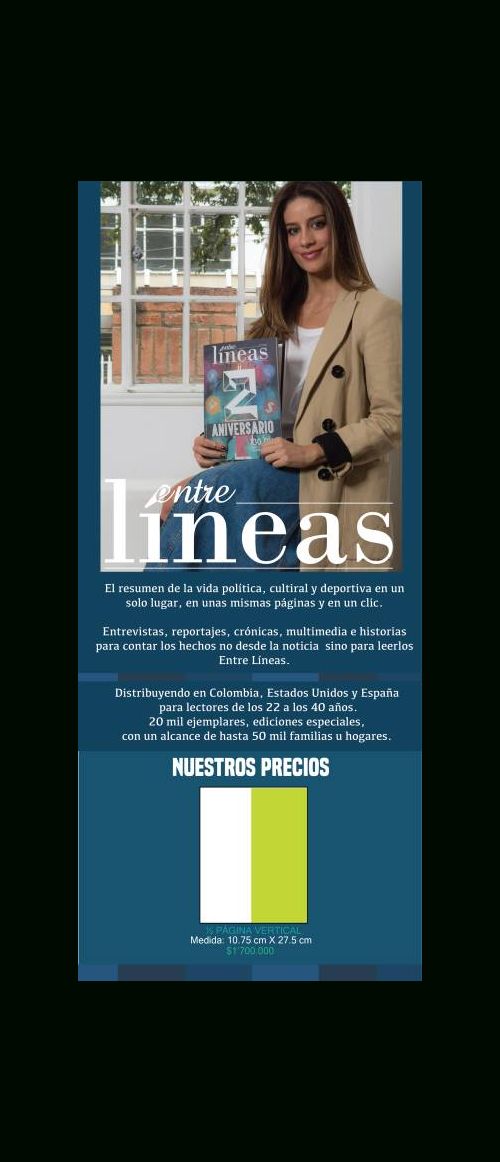 entre
líneas
ANIVERSARIO
entre
líneas
El resumen de la vida política, cultiral y deportiva en un
solo lugar, en unas mismas páginas y en un clic.
Entrevistas, reportajes, crónicas, multimedia e historias
para contar los hechos no desde la noticia sino para leerlos
Entre Líneas.
Distribuyendo en Colombia, Estados Unidos y España
para lectores de los 22 a los 40 años.
20 mil ejemplares, ediciones especiales,
con un alcance de hasta 50 mil familias u hogares.
NUESTROS PRECIOS
½ PÁGINA VERTICAL
Medida: 10.75 cm X 27.5 cm
$1'700.000